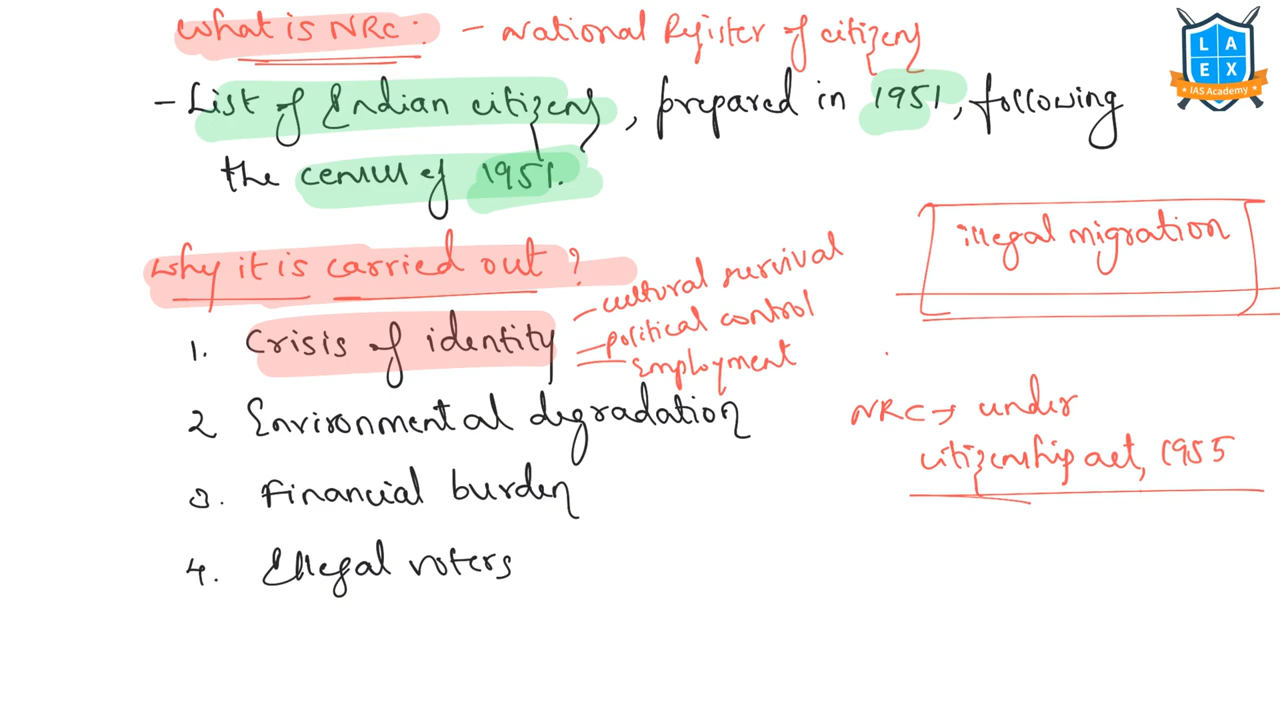 What is NRC: - National Register of citizens
- List of Indian citizens, prepared in 1951, following
the census of 1951.
illegal migration
Why it is carried out?
1. Crisis of identity
- cultural survival
- political control
- Employment
2 Environmental degradation
3. Financial burden
4. Illegal voters
NRC → under
citizenship act, 1955
L A
E X
IAS Academy